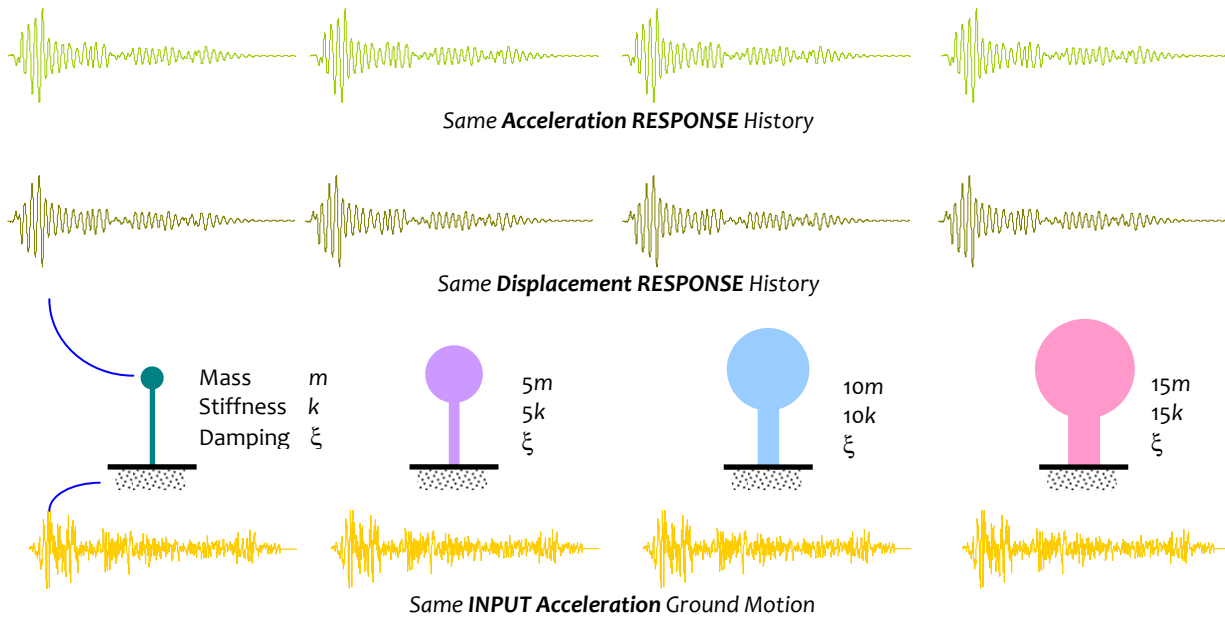 Same Acceleration RESPONSE History
Same Displacement RESPONSE History
Mass m
Stiffness k
Damping ξ
5m
5k
ξ
10m
10k
ξ
15m
15k
ξ
Same INPUT Acceleration Ground Motion